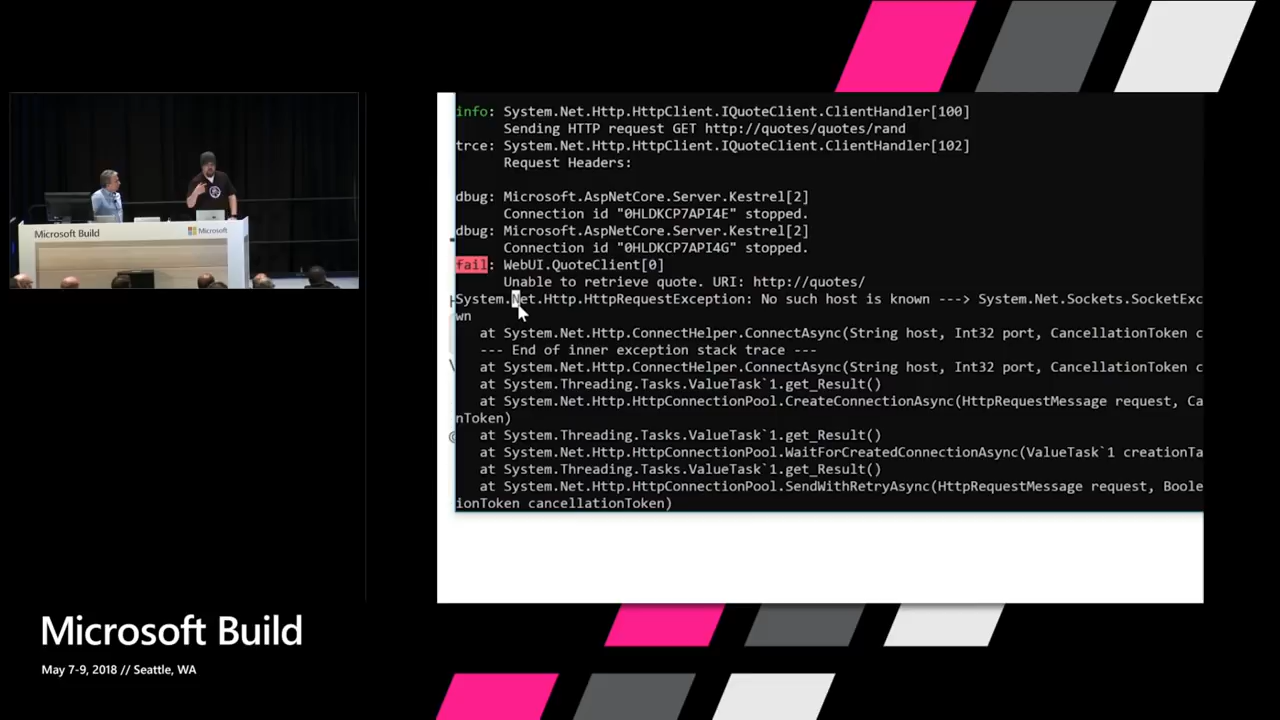 Microsoft Build
Microsoft
info: System.Net.Http.HttpClient.IQuoteClient.ClientHandler[100]
Sending HTTP request GET http://quotes/quotes/rand
trce: System.Net.Http.HttpClient.IQuoteClient.ClientHandler[102]
Request Headers:
dbug: Microsoft.AspNetCore.Server.Kestrel[2]
Connection id "0HLDKCP7API4E" stopped.
dbug: Microsoft.AspNetCore.Server.Kestrel[2]
Connection id "0HLDKCP7API4G" stopped.
fail: WebUI.QuoteClient[0]
Unable to retrieve quote. URI: http://quotes/
System.Net.Http.HttpRequestException: No such host is known ---> System.Net.Sockets.SocketExc
wn
at System.Net.Http.ConnectHelper.ConnectAsync(String host, Int32 port, CancellationToken c
--- End of inner exception stack trace ---
at System.Net.Http.ConnectHelper.ConnectAsync(String host, Int32 port, CancellationToken c
at System.Threading.Tasks.ValueTask`1.get_Result()
at System.Net.Http.HttpConnectionPool.CreateConnectionAsync(HttpRequestMessage request, Ca
nToken)
at System.Threading.Tasks.ValueTask`1.get_Result()
at System.Net.Http.HttpConnectionPool.WaitForCreatedConnectionAsync(ValueTask`1 creationTa
at System.Threading.Tasks.ValueTask`1.get_Result()
at System.Net.Http.HttpConnectionPool.SendWithRetryAsync(HttpRequestMessage request, Boole
ionToken cancellationToken)
Microsoft Build
May 7-9, 2018 // Seattle, WA